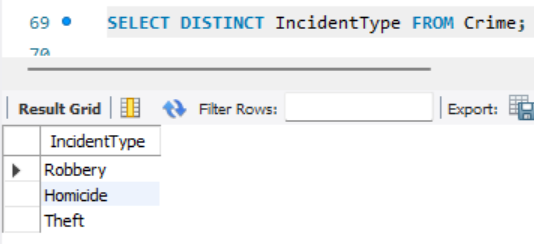 69 SELECT DISTINCT IncidentType FROM Crime;
70
Result Grid Filter Rows: Export:
IncidentType
Robbery
Homicide
Theft